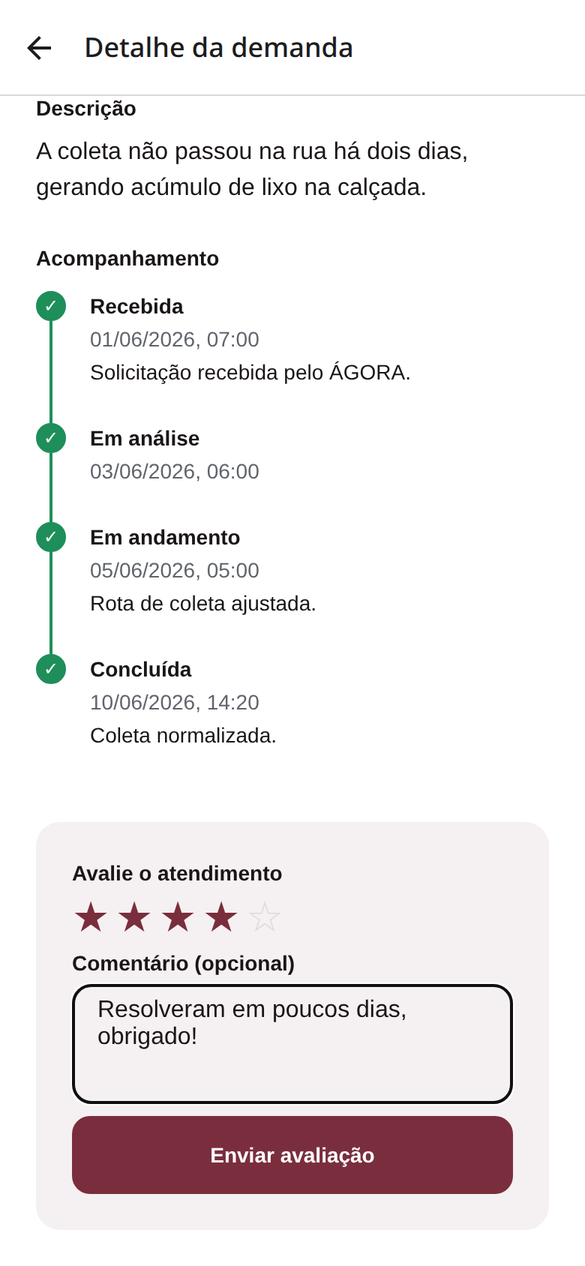 Detalhe da demanda
Descrição
A coleta não passou na rua há dois dias,
gerando acúmulo de lixo na calçada.
Acompanhamento
Recebida
01/06/2026, 07:00
Solicitação recebida pelo ÁGORA.
Em análise
03/06/2026, 06:00
Em andamento
05/06/2026, 05:00
Rota de coleta ajustada.
Concluída
10/06/2026, 14:20
Coleta normalizada.
Avalie o atendimento
Comentário (opcional)
Resolveram em poucos dias,
obrigado!
Enviar avaliação